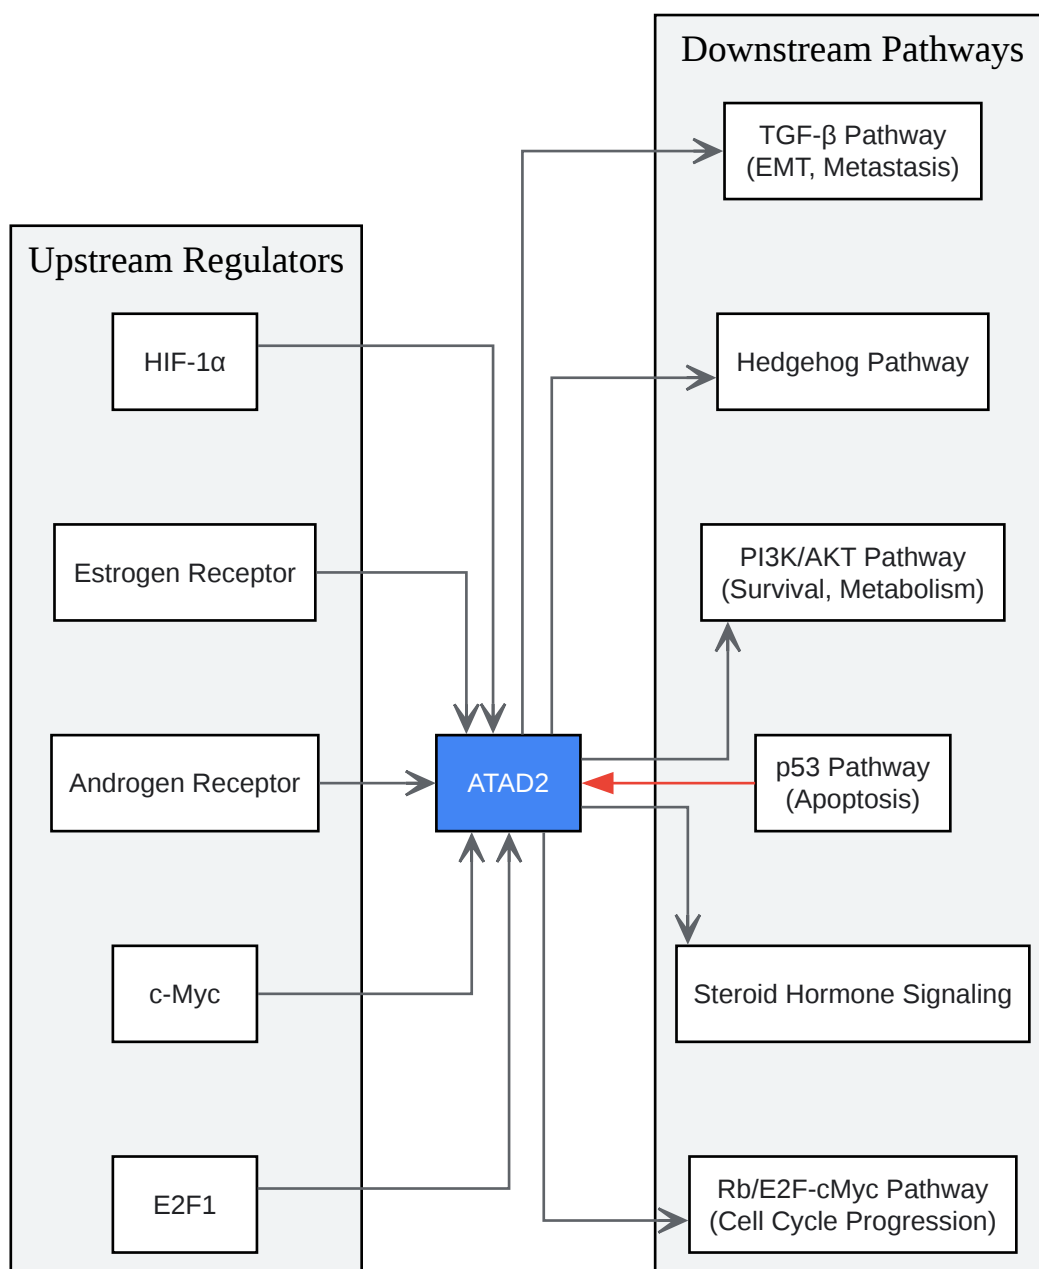 Upstream Regulators
HIF-1α
Estrogen Receptor
Androgen Receptor
c-Myc
E2F1
ATAD2
Downstream Pathways
TGF-β Pathway
(EMT, Metastasis)
Hedgehog Pathway
PI3K/AKT Pathway
(Survival, Metabolism)
p53 Pathway
(Apoptosis)
Steroid Hormone Signaling
Rb/E2F-cMyc Pathway
(Cell Cycle Progression)